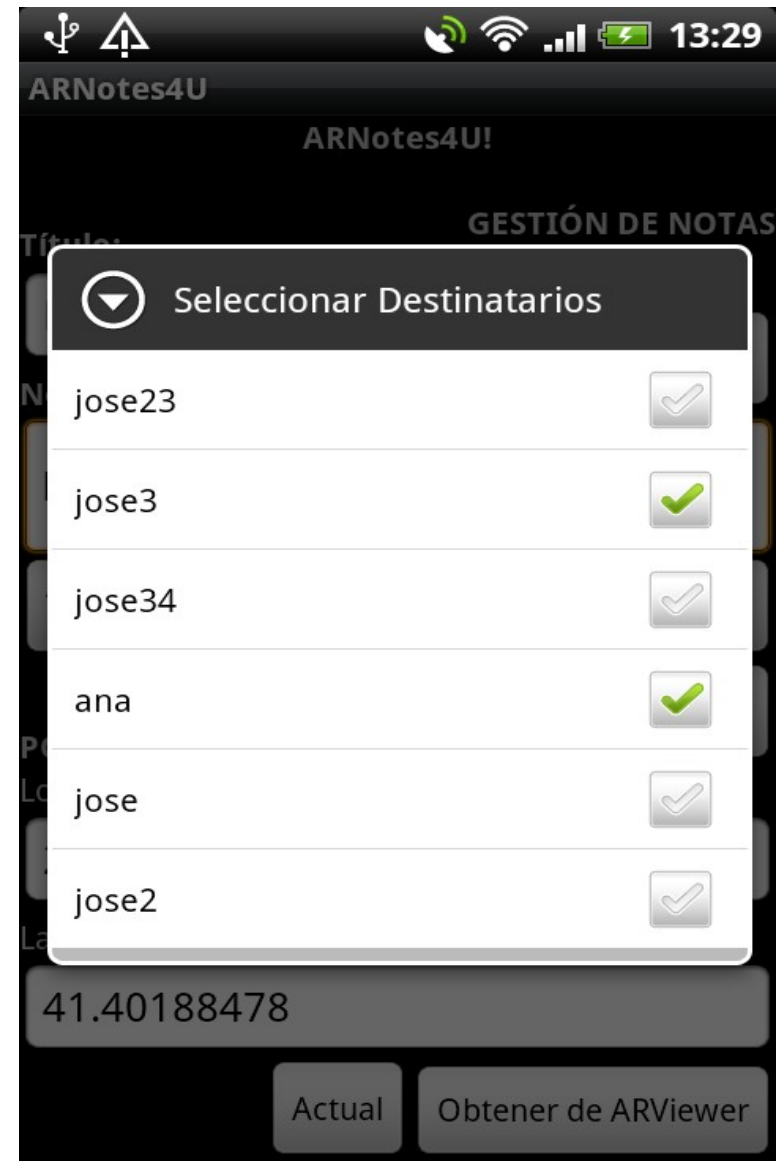 13:29
ARNotes4U
ARNotes4U!
GESTIÓN DE NOTAS
Título:
Seleccionar Destinatarios
jose23
jose3
jose34
ana
jose
jose2
41.40188478
Actual
Obtener de ARViewer